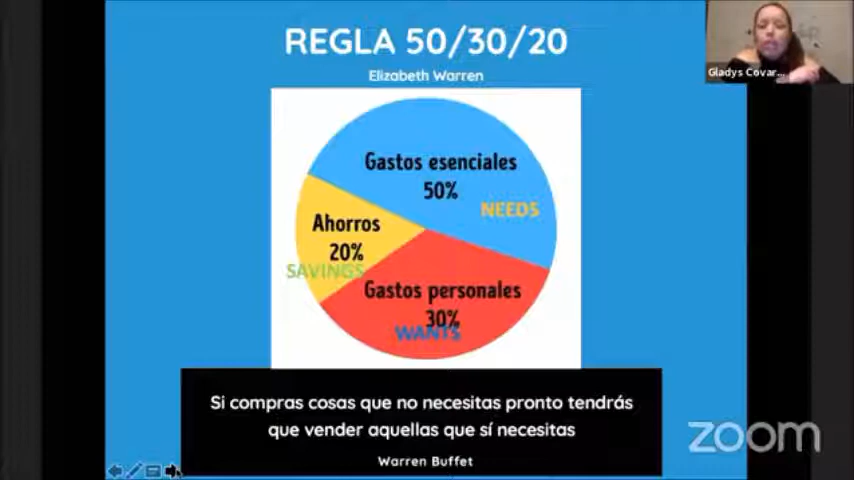 REGLA 50/30/20
Elizabeth Warren
Gladys Covar...
Gastos esenciales
50%
NEEDS
Ahorros
20%
SAVINGS
Gastos personales
30%
WANTS
Si compras cosas que no necesitas pronto tendrás
que vender aquellas que sí necesitas
Warren Buffet
zoom